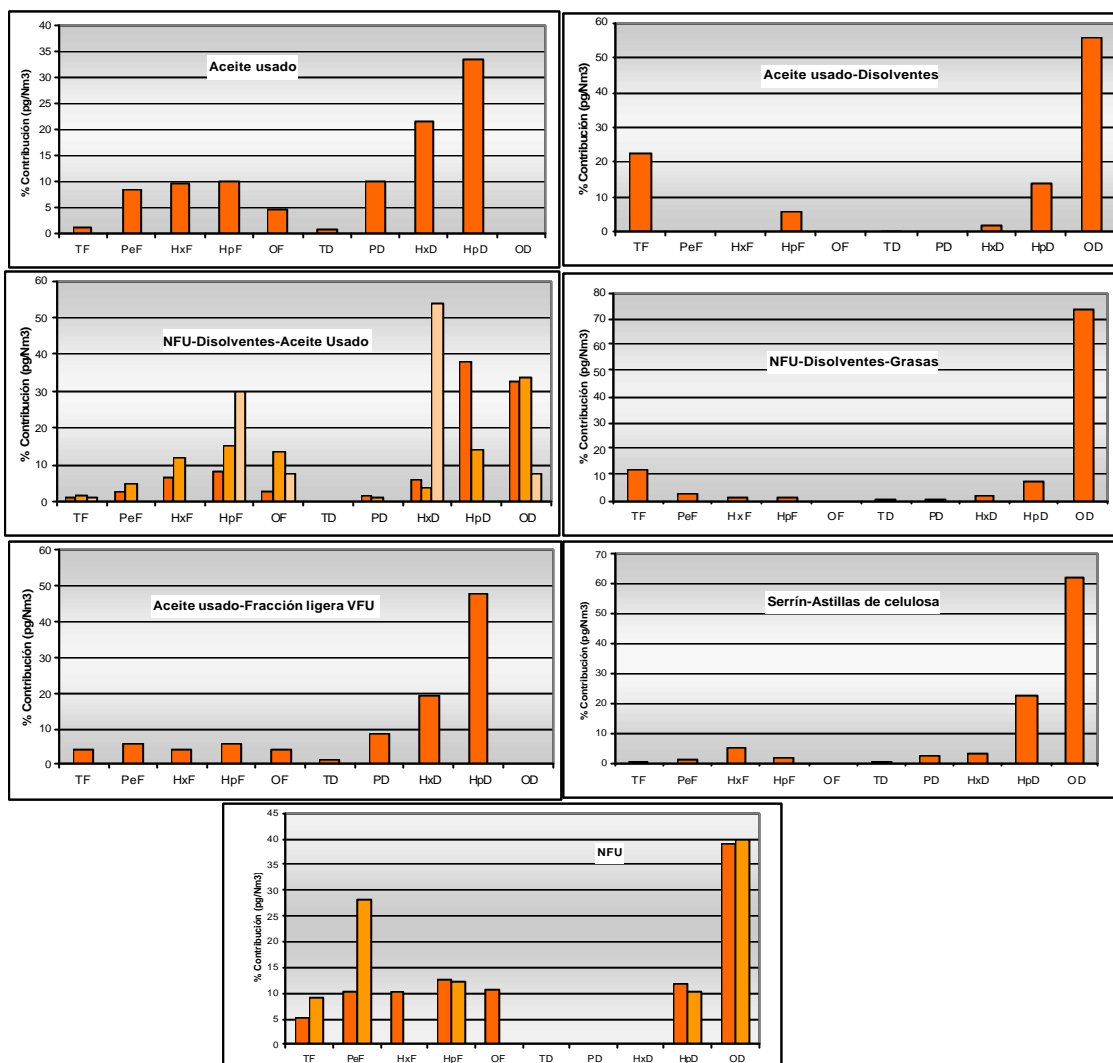 Aceite usado
% Contribución (pg/Nm3)
40
35
30
25
20
15
10
5
0
TF PeF HxF HpF OF TD PD HxD HpD OD
Aceite usado-Disolventes
% Contribución (pg/Nm3)
60
50
40
30
20
10
0
TF PeF HxF HpF OF TD PD HxD HpD OD
NFU-Disolventes-Aceite Usado
% Contribución (pg/Nm3)
60
50
40
30
20
10
0
TF PeF HxF HpF OF TD PD HxD HpD OD
NFU-Disolventes-Grasas
% Contribución (pg/Nm3)
80
70
60
50
40
30
20
10
0
TF PeF HxF HpF OF TD PD HxD HpD OD
Aceite usado-Fracción ligera VFU
% Contribución (pg/Nm3)
60
50
40
30
20
10
0
TF PeF HxF HpF OF TD PD HxD HpD OD
Serrín-Astillas de celulosa
% Contribución (pg/Nm3)
70
60
50
40
30
20
10
0
TF PeF HxF HpF OF TD PD HxD HpD OD
NFU
% Contribución (pg/Nm3)
45
40
35
30
25
20
15
10
5
0
TF PeF HxF HpF OF TD PD HxD HpD OD